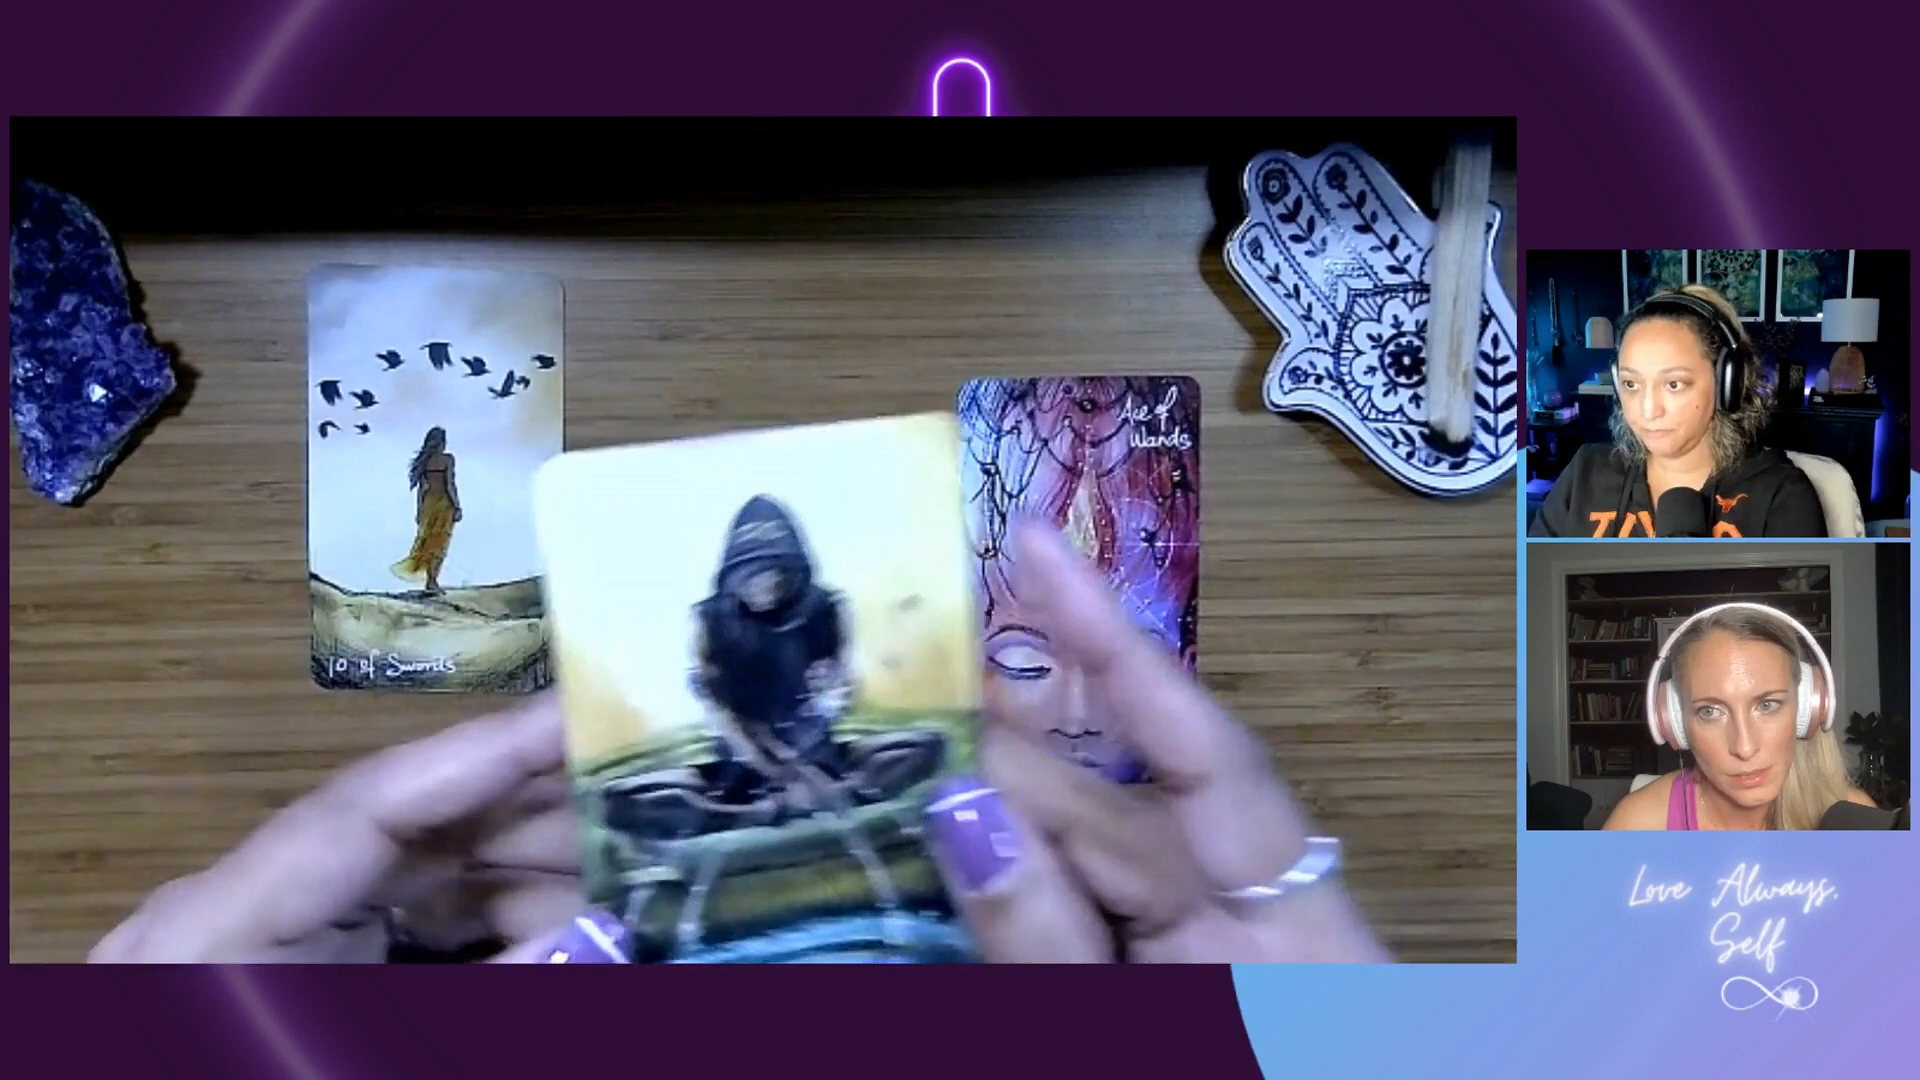 10 of Swords
Ace of
Wands
Love Always,
Self